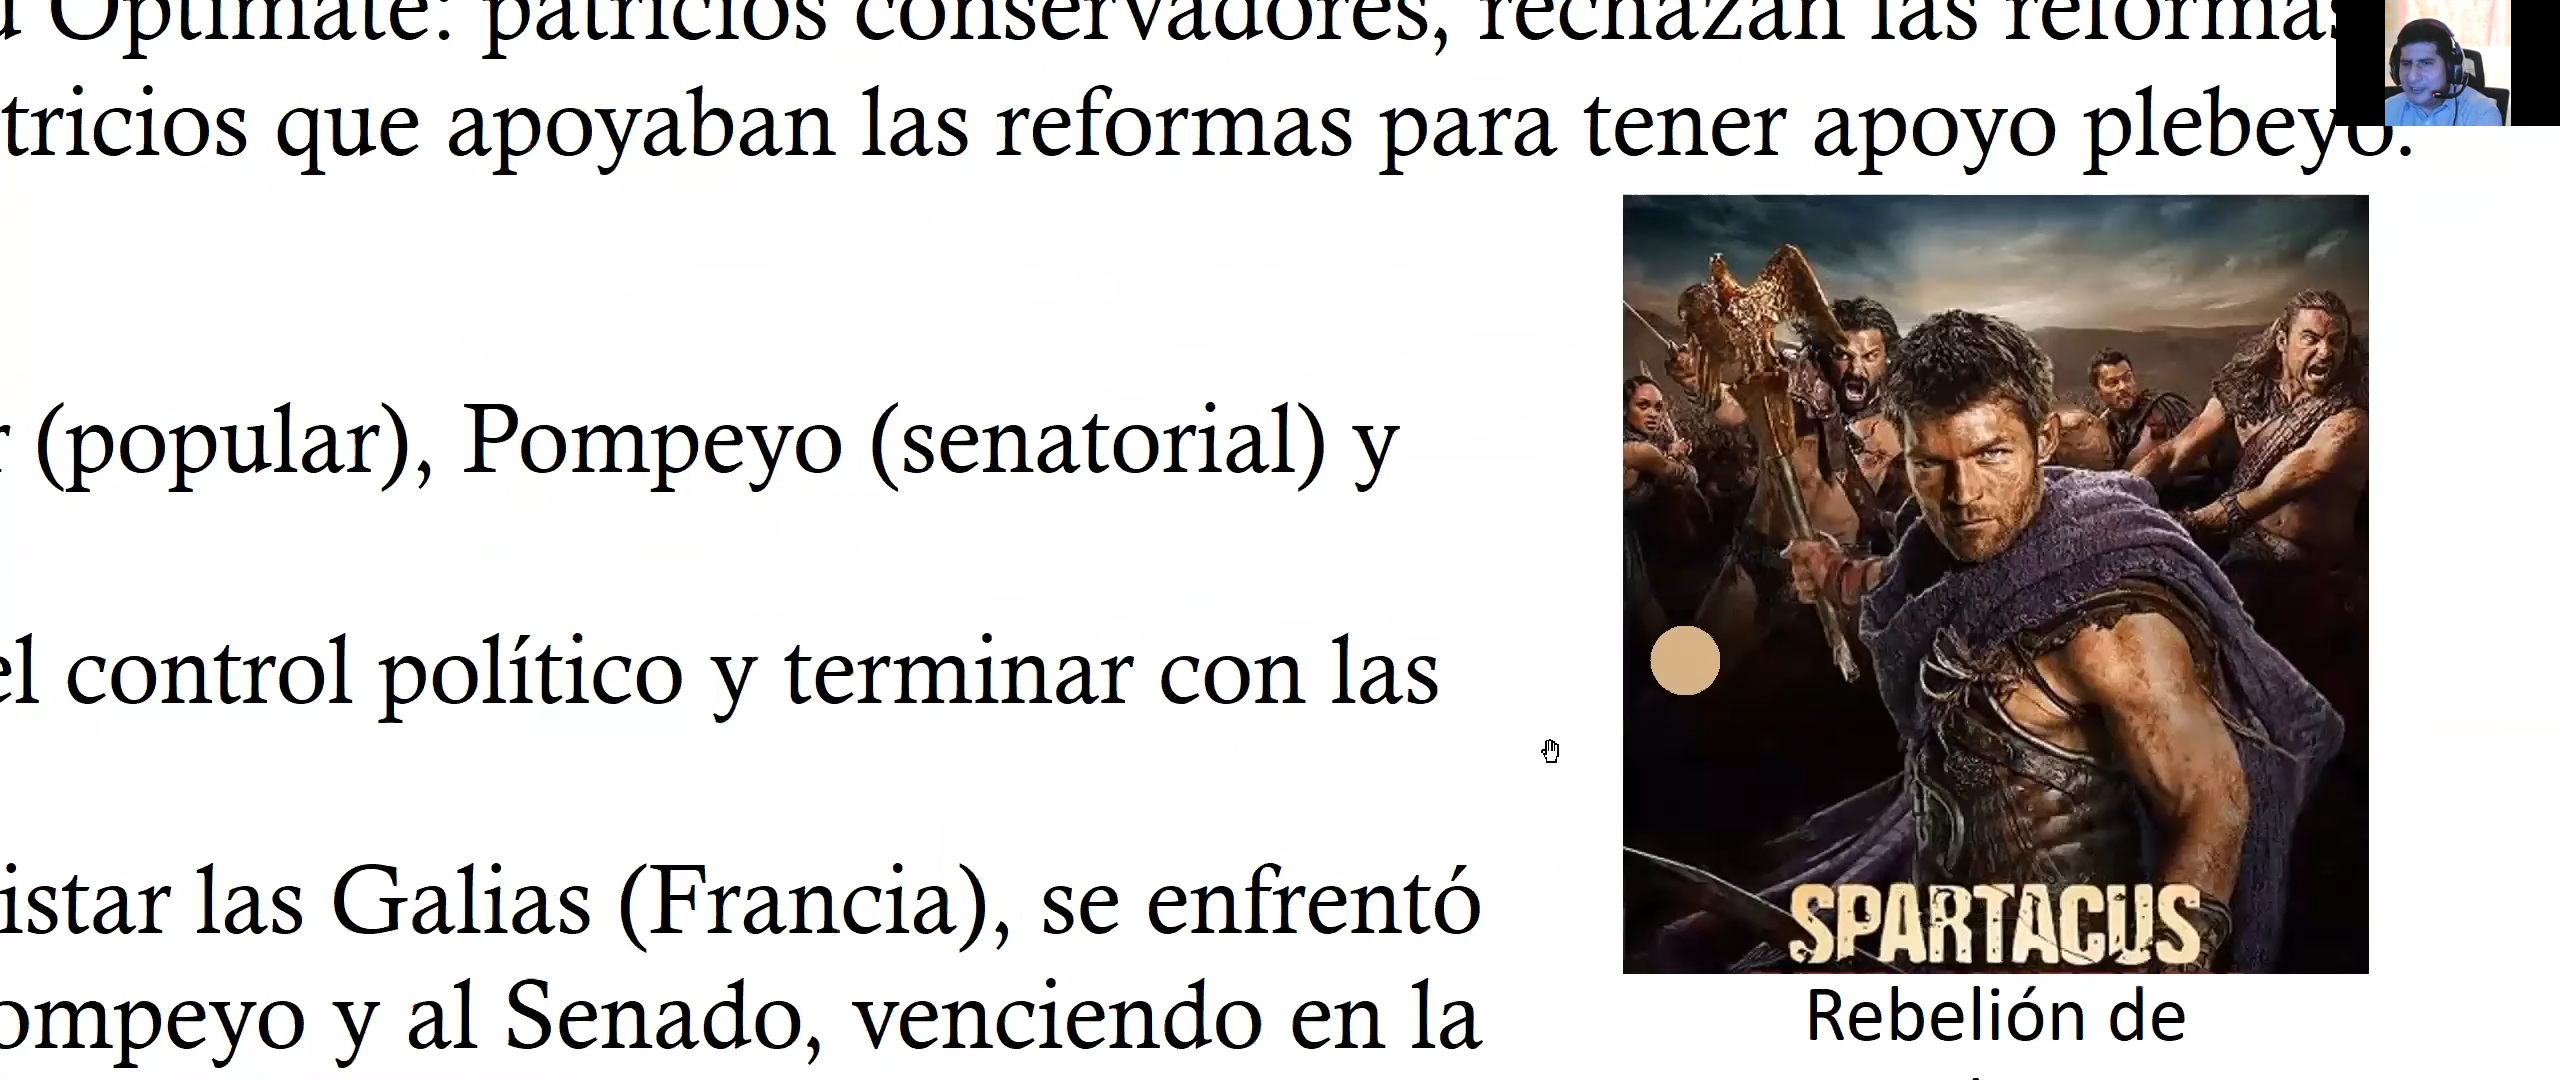 Optimate: patricios conservadores, rechazan las reformas
tricios que apoyaban las reformas para tener apoyo plebeyo.
(popular), Pompeyo (senatorial) y
el control político y terminar con las
istar las Galias (Francia), se enfrentó
ompeyo y al Senado, venciendo en la
SPARTACUS
Rebelión de